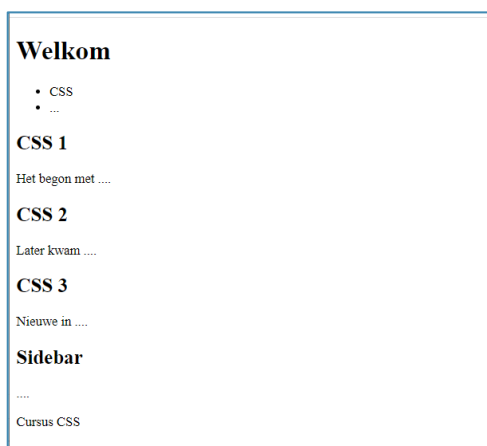 Welkom
• CSS
• ...
CSS 1
Het begon met ....
CSS 2
Later kwam ....
CSS 3
Nieuwe in ....
Sidebar
....
Cursus CSS